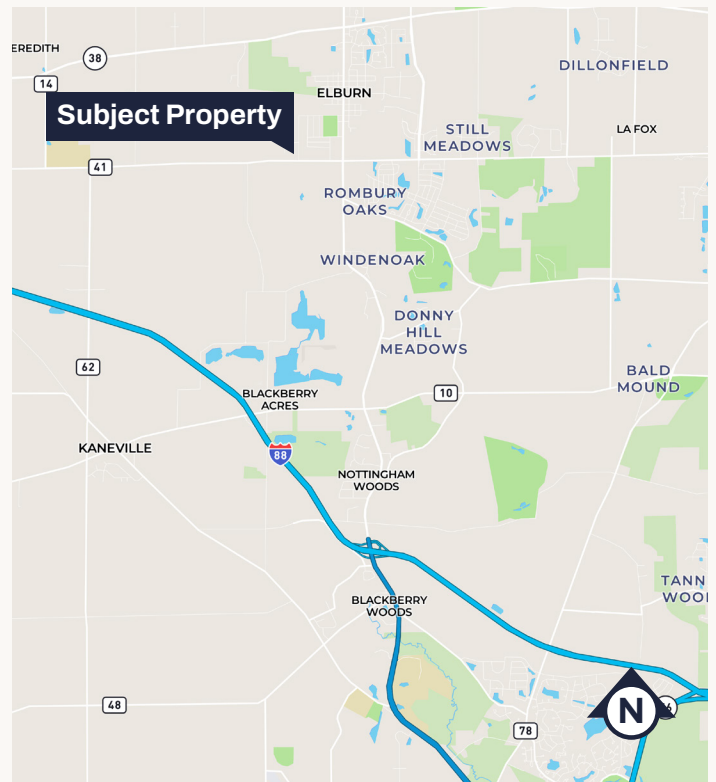 EREDITH
38
14
DILLONFIELD
ELBURN
Subject Property
STILL
MEADOWS
LA FOX
41
ROMBURY
OAKS
WINDENOAK
DONNY
HILL
MEADOWS
62
BALD
MOUND
BLACKBERRY
ACRES
10
KANEVILLE
88
NOTTINGHAM
WOODS
TANN
WOO
BLACKBERRY
WOODS
48
N
78